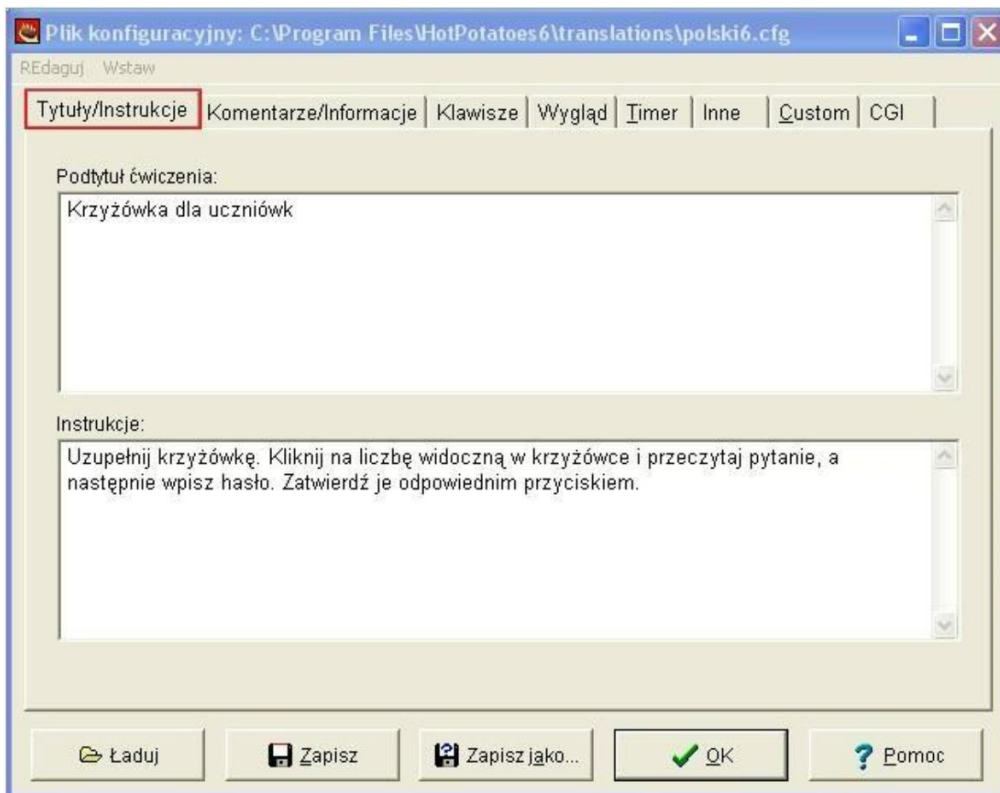 Plik konfiguracyjny: C:\Program Files\HotPotatoes6\translations\polski6.cfg
REdaguj Wstaw
Tytuły/Instrukcje Komentarze/Informacje Klawisze Wygląd Timer Inne Custom CGI
Podtytuł ćwiczenia:
Krzyżówka dla uczniówk
Instrukcje:
Uzupełnij krzyżówkę. Kliknij na liczbę widoczną w krzyżówce i przeczytaj pytanie, a
następnie wpisz hasło. Zatwierdź je odpowiednim przyciskiem.
Ładuj Zapisz Zapisz jako... OK Pomoc